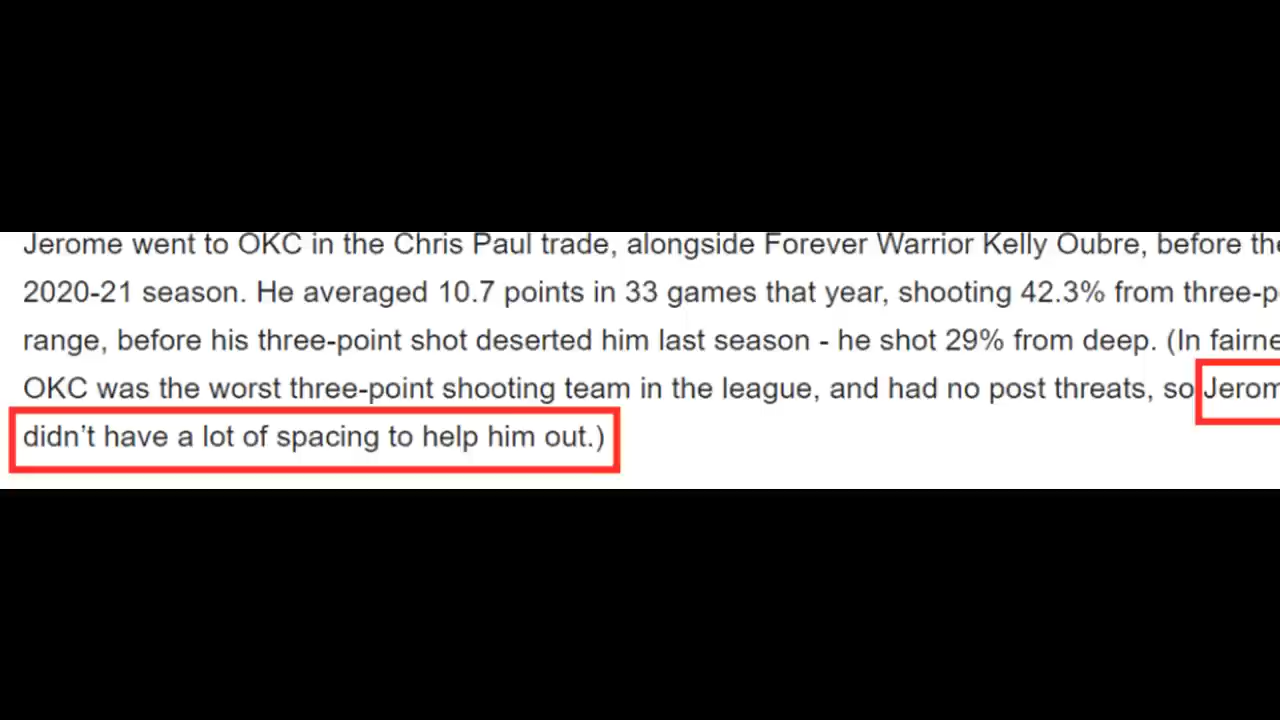 Jerome went to OKC in the Chris Paul trade, alongside Forever Warrior Kelly Oubre, before the
2020-21 season. He averaged 10.7 points in 33 games that year, shooting 42.3% from three-p
range, before his three-point shot deserted him last season - he shot 29% from deep. (In fairne
OKC was the worst three-point shooting team in the league, and had no post threats, so Jerom
didn't have a lot of spacing to help him out.)